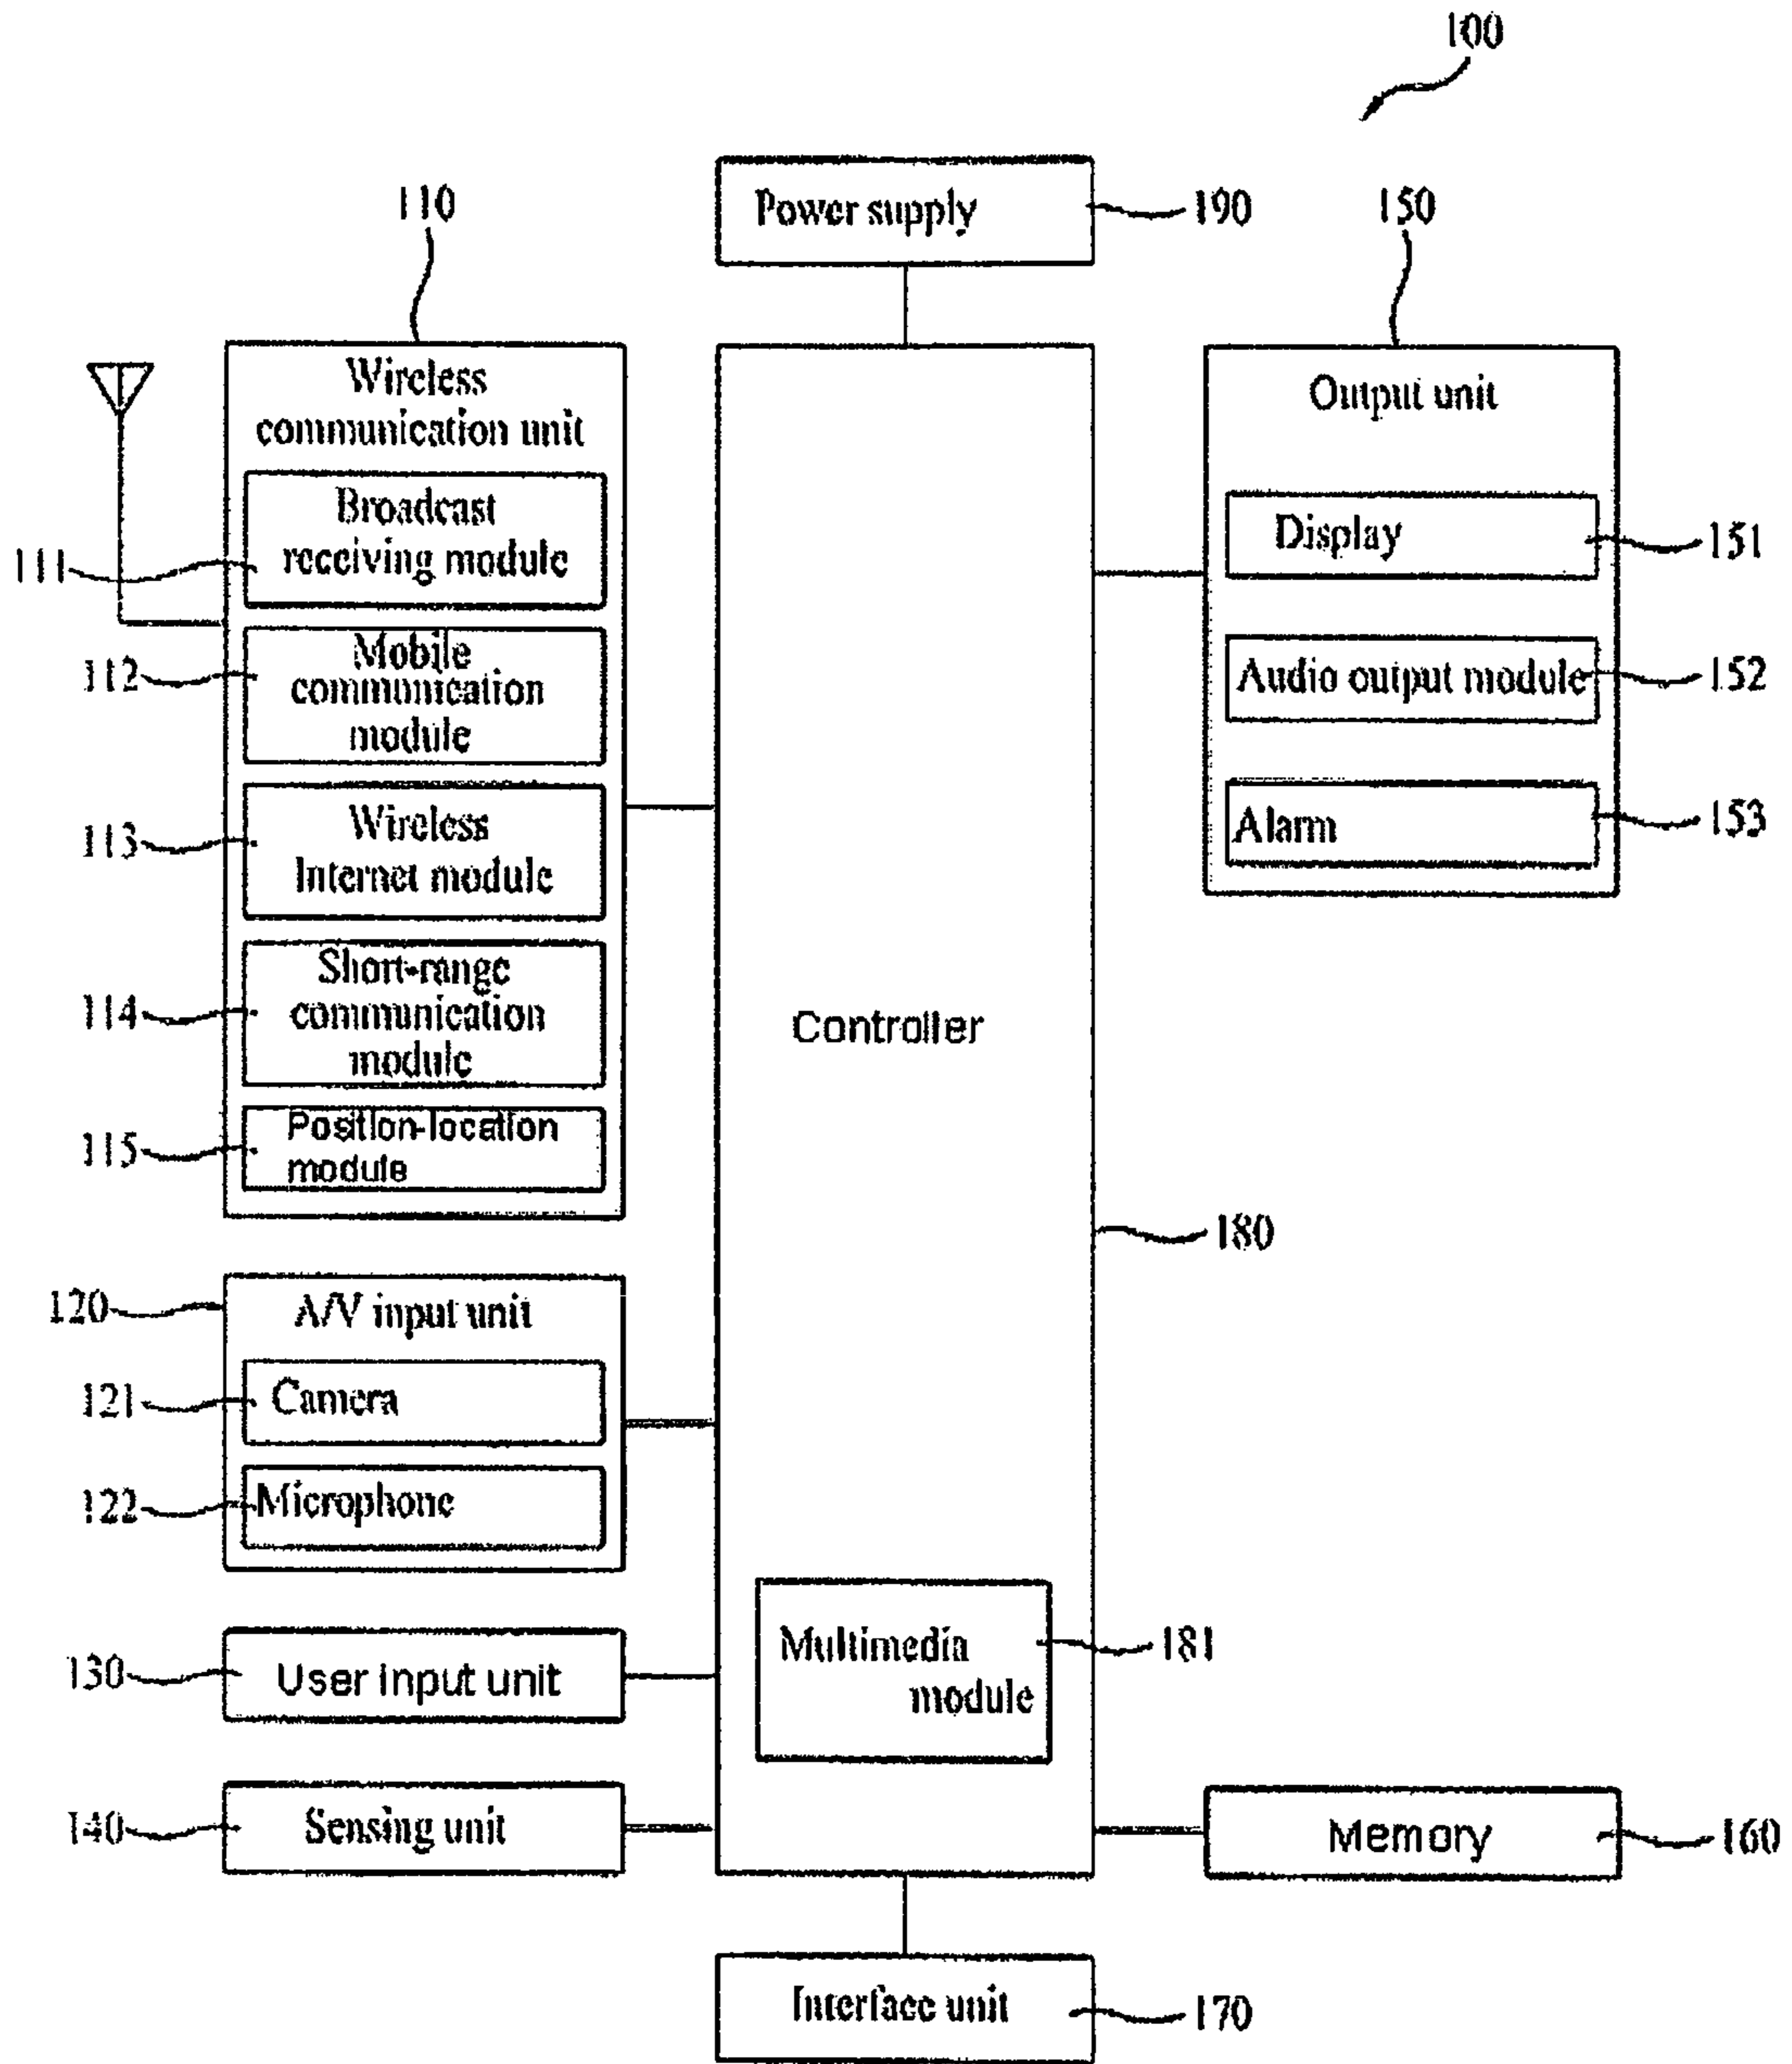 100
Power supply
190
110
150
Wireless
communication unit
Broadcast
receiving module
111
Mobile
communication
module
112
Wireless
Internet module
113
Short-range
communication
module
114
Position-location
module
115
Output unit
Display
151
Audio output module
152
Alarm
153
Controller
180
A/V input unit
120
Camera
121
Microphone
122
Multimedia
module
181
User input unit
130
Sensing unit
140
Memory
160
Interface unit
170